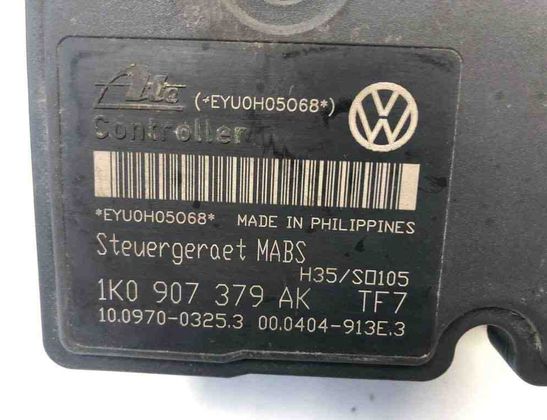 Ate (*EYU0H05068*)
Controller
*EYU0H05068* MADE IN PHILIPPINES
Steuergeraet MABS
H35/S0105
1K0 907 379 AK TF7
10.0970-0325.3 00.0404-913E.3